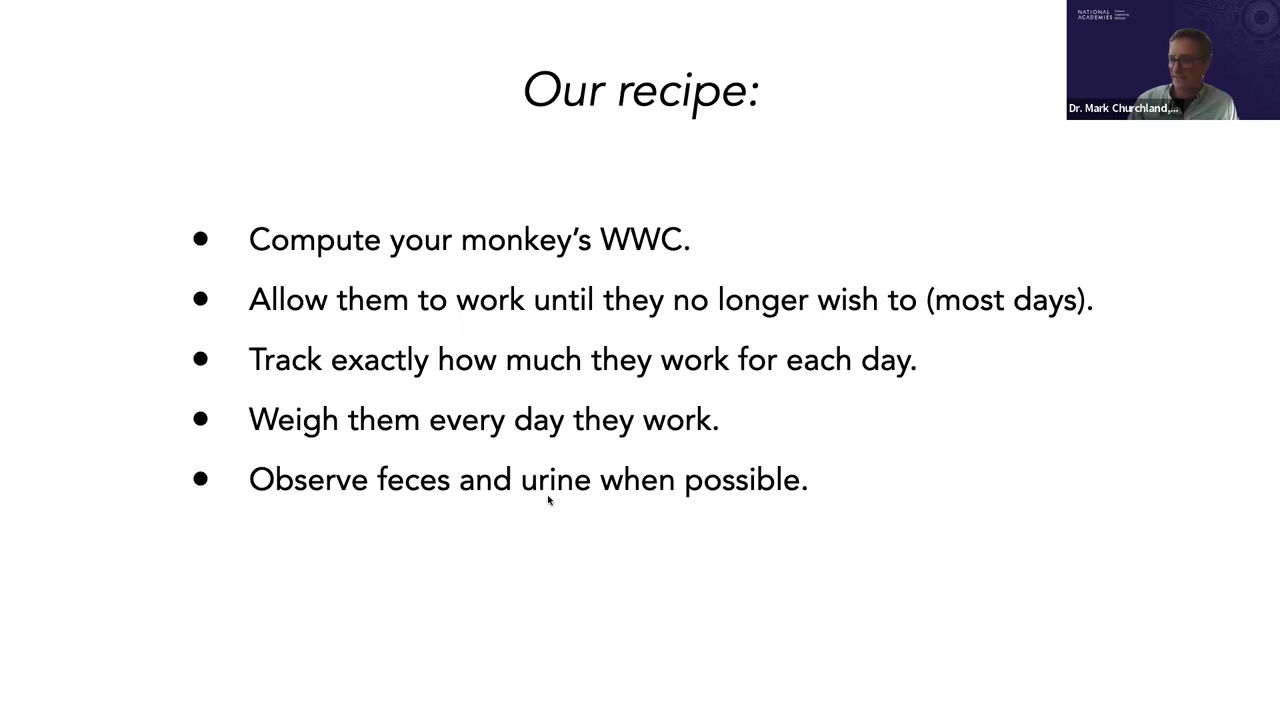 Our recipe:
NATIONAL
ACADEMIES
Dr. Mark Churchland,...
• Compute your monkey’s WWC.
• Allow them to work until they no longer wish to (most days).
• Track exactly how much they work for each day.
• Weigh them every day they work.
• Observe feces and urine when possible.